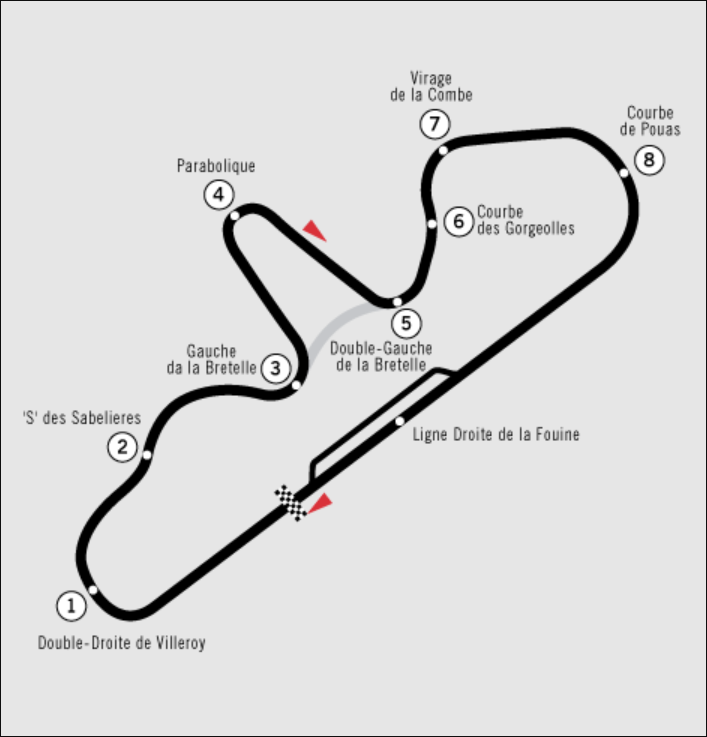 Virage
de la Combe
7
Courbe
de Pouas
8
Parabolique
4
6
Courbe
des Gorgeolles
5
Double-Gauche
de la Bretelle
Gauche
da la Bretelle
3
'S' des Sabelieres
2
Ligne Droite de la Fouine
1
Double-Droite de Villeroy